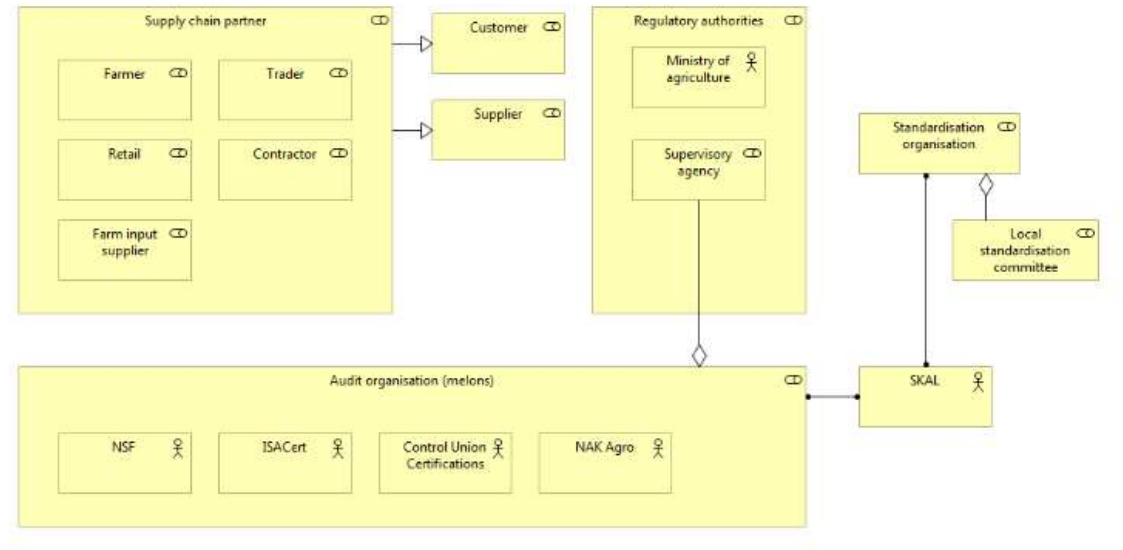 Supply chain partner
Farmer
Trader
Retail
Contractor
Farm input
supplier
Customer
Supplier
Regulatory authorities
Ministry of
agriculture
Supervisory
agency
Standardisation
organisation
Local
standardisation
committee
Audit organisation (melons)
NSF
ISACert
Control Union
Certifications
NAK Agro
SKAL